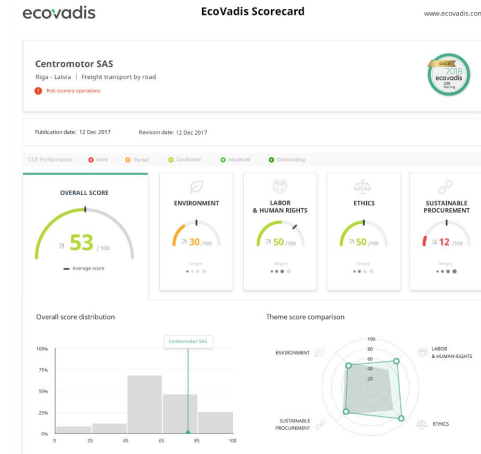 ecovadis
EcoVadis Scorecard
www.ecovadis.com
Centromotor SAS
Riga - Latvia | Freight transport by road
Risk country operations
GOLD
2018
ecovadis
CSR
Rating
Publication date: 12 Dec 2017
Revision date: 12 Dec 2017
CSR Performance
None
Partial
Confirmed
Advanced
Outstanding
OVERALL SCORE
53 / 100
Average score
ENVIRONMENT
30 /100
Weight
LABOR
& HUMAN RIGHTS
50 /100
Weight
ETHICS
50 /100
Weight
SUSTAINABLE
PROCUREMENT
12 /100
Weight
Overall score distribution
Centromotor SAS
100%
75%
50%
25%
0%
0 25 45 65 85 100
Theme score comparison
100
80
60
40
20
ENVIRONMENT
LABOR
& HUMAN RIGHTS
SUSTAINABLE
PROCUREMENT
ETHICS